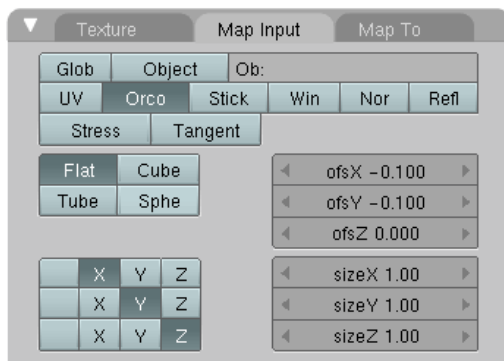 Texture Map Input Map To
Glob Object Ob:
UV Orco Stick Win Nor Refl
Stress Tangent
Flat Cube
Tube Sphe
ofsX -0.100
ofsY -0.100
ofsZ 0.000
X Y Z
X Y Z
X Y Z
sizeX 1.00
sizeY 1.00
sizeZ 1.00